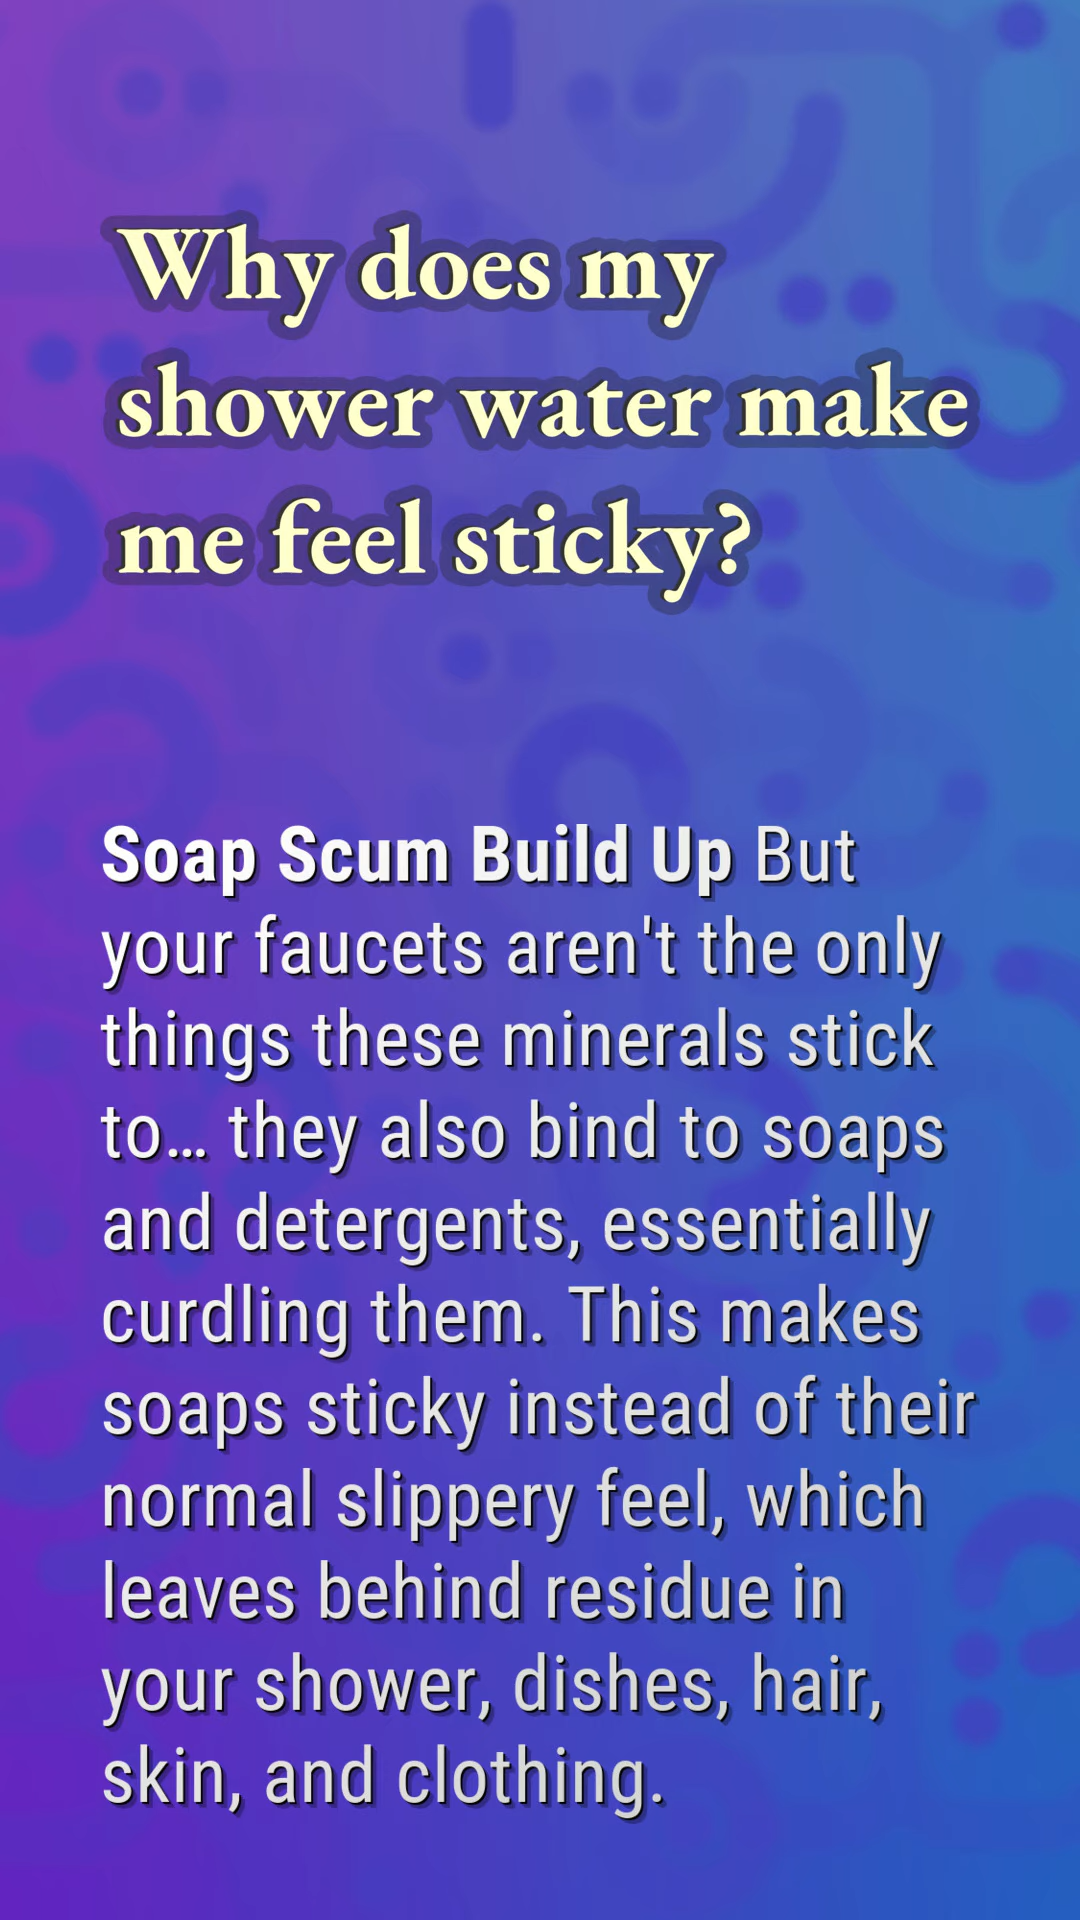 Why does my
shower water make
me feel sticky?
Soap Scum Build Up But
your faucets aren't the only
things these minerals stick
to... they also bind to soaps
and detergents, essentially
curdling them. This makes
soaps sticky instead of their
normal slippery feel, which
leaves behind residue in
your shower, dishes, hair,
skin, and clothing.